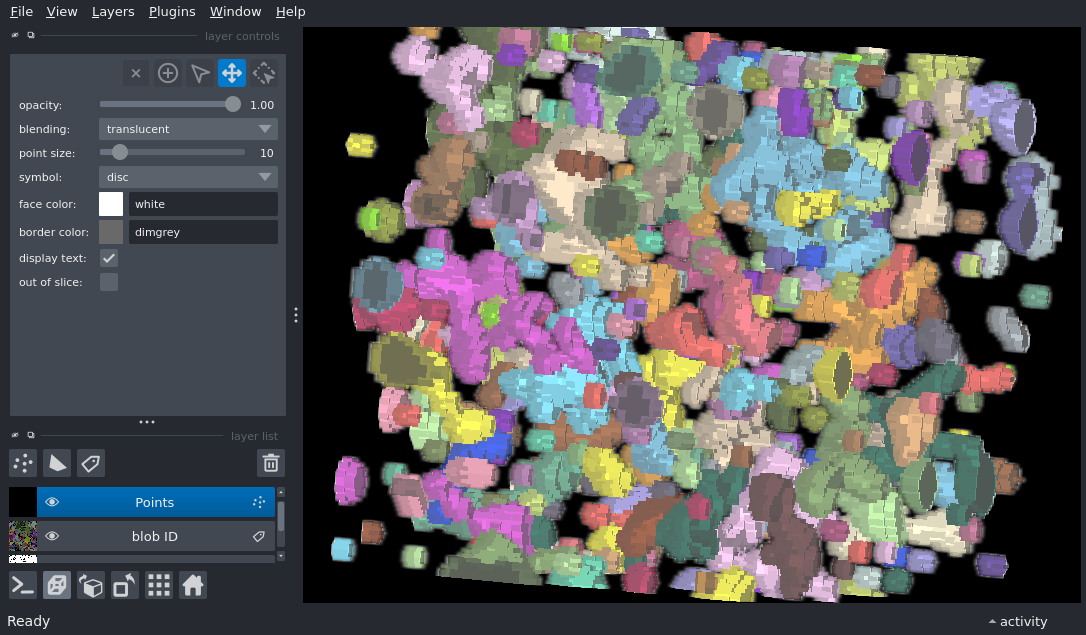 File View Layers Plugins Window Help
layer controls
opacity: 1.00
blending: translucent
point size: 10
symbol: disc
face color: white
border color: dimgrey
display text:
out of slice:
layer list
Points
blob ID
Ready
activity